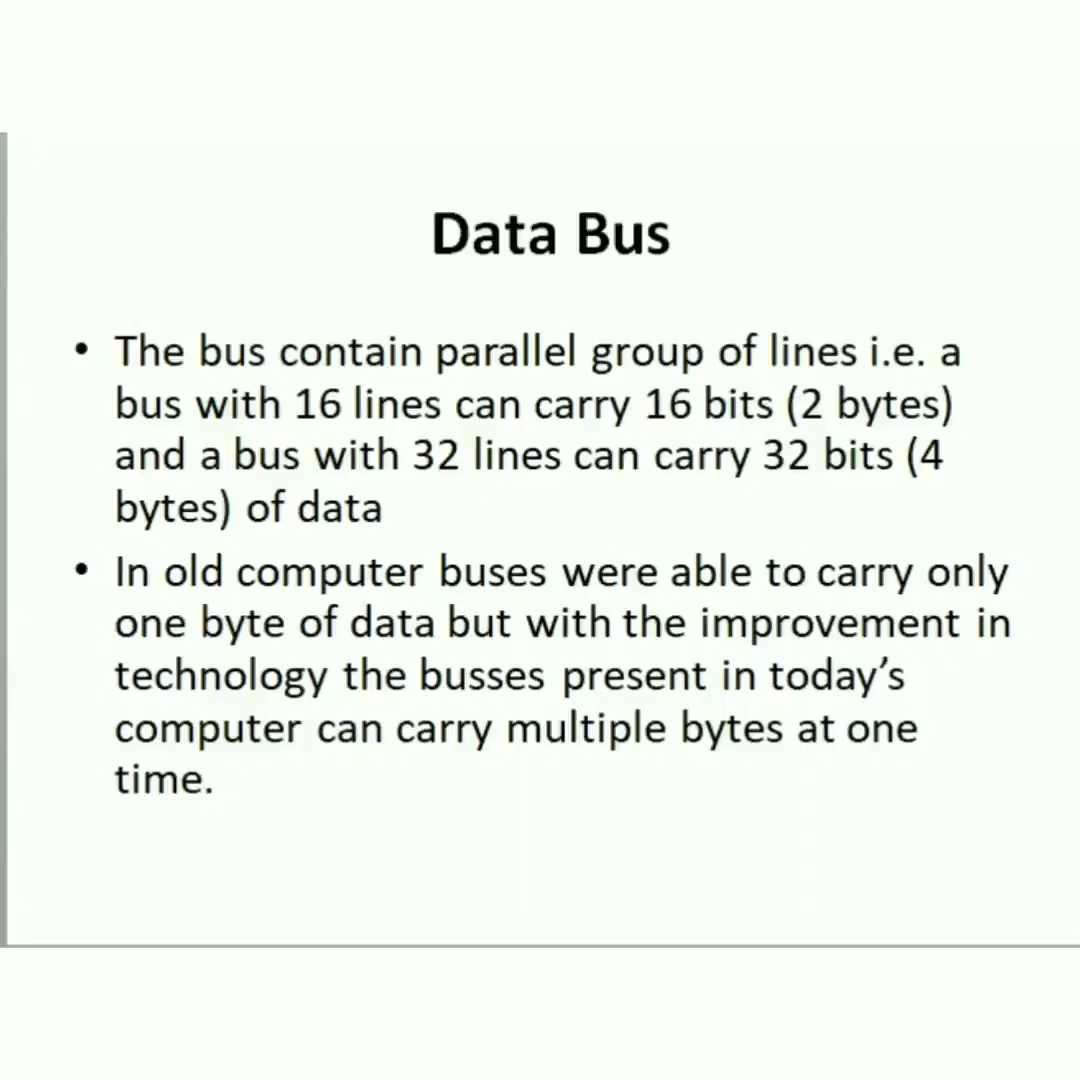 Data Bus
• The bus contain parallel group of lines i.e. a
bus with 16 lines can carry 16 bits (2 bytes)
and a bus with 32 lines can carry 32 bits (4
bytes) of data
• In old computer buses were able to carry only
one byte of data but with the improvement in
technology the busses present in today’s
computer can carry multiple bytes at one
time.